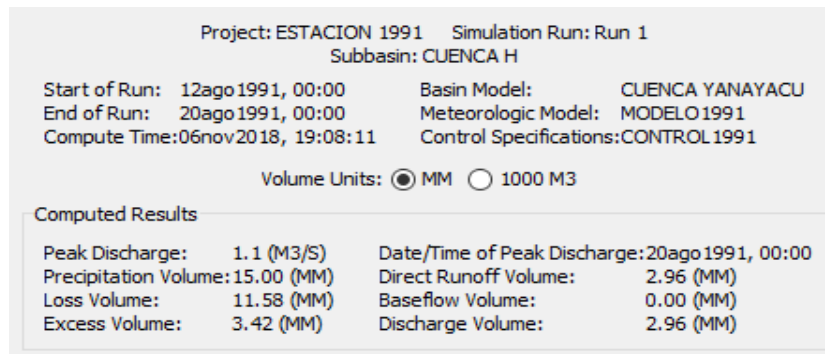 Project: ESTACION 1991 Simulation Run: Run 1
Subbasin: CUENCA H
Start of Run: 12ago1991, 00:00 Basin Model: CUENCA YANAYACU
End of Run: 20ago1991, 00:00 Meteorologic Model: MODELO1991
Compute Time:06nov2018, 19:08:11 Control Specifications:CONTROL1991
Volume Units: MM 1000 M3
Computed Results
Peak Discharge: 1.1 (M3/S) Date/Time of Peak Discharge:20ago1991, 00:00
Precipitation Volume:15.00 (MM) Direct Runoff Volume: 2.96 (MM)
Loss Volume: 11.58 (MM) Baseflow Volume: 0.00 (MM)
Excess Volume: 3.42 (MM) Discharge Volume: 2.96 (MM)